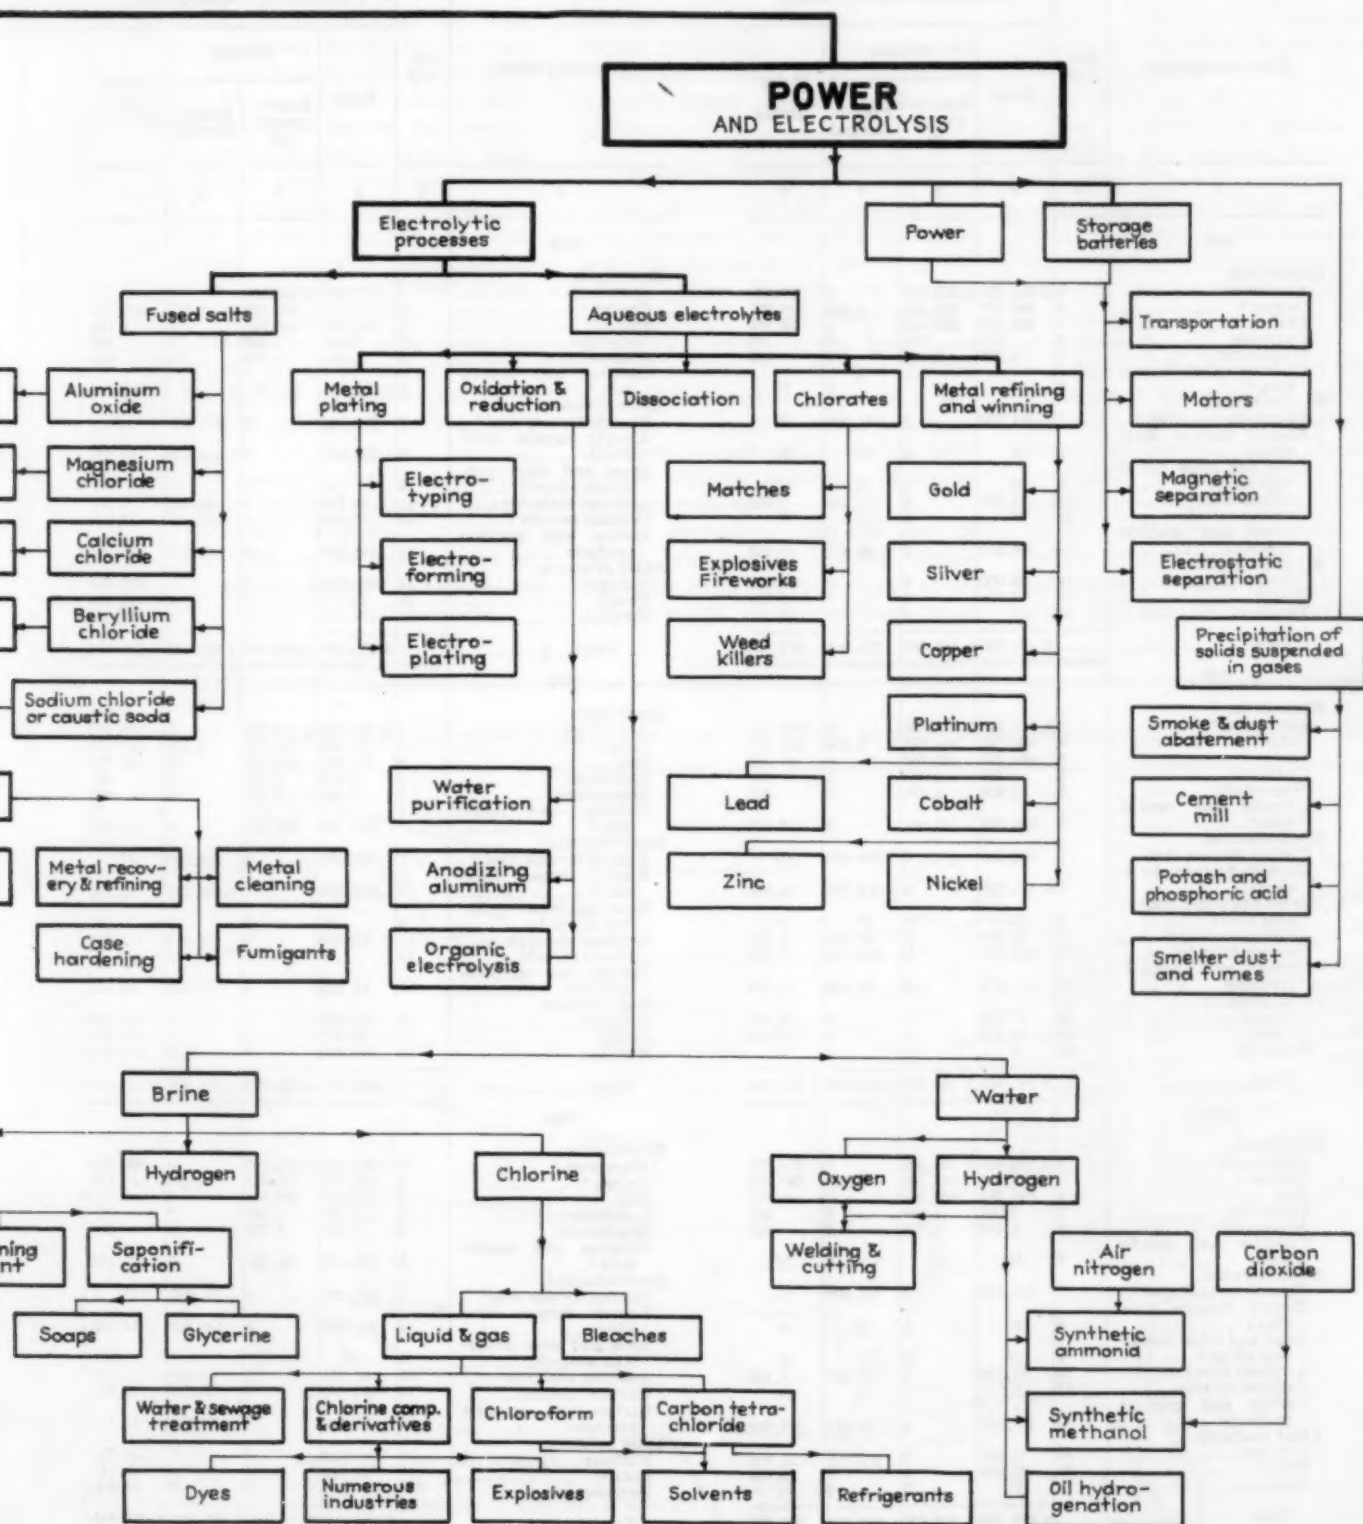 POWER
AND ELECTROLYSIS
Electrolytic
processes
Power
Storage
batteries
Fused salts
Aqueous electrolytes
Transportation
Aluminum
oxide
Metal
plating
Oxidation &
reduction
Dissociation
Chlorates
Metal refining
and winning
Motors
Magnesium
chloride
Electro-
typing
Matches
Gold
Magnetic
separation
Calcium
chloride
Electro-
forming
Explosives
Fireworks
Silver
Electrostatic
separation
Beryllium
chloride
Electro-
plating
Weed
killers
Copper
Precipitation of
solids suspended
in gases
Sodium chloride
or caustic soda
Platinum
Smoke & dust
abatement
Water
purification
Lead
Cobalt
Cement
mill
Metal recov-
ery & refining
Metal
cleaning
Anodizing
aluminum
Zinc
Nickel
Potash and
phosphoric acid
Case
hardening
Fumigants
Organic
electrolysis
Smelter dust
and fumes
Brine
Water
Hydrogen
Chlorine
Oxygen
Hydrogen
ning
nt
Saponifi-
cation
Welding &
cutting
Air
nitrogen
Carbon
dioxide
Soaps
Glycerine
Liquid & gas
Bleaches
Synthetic
ammonia
Water & sewage
treatment
Chlorine comp.
& derivatives
Chloroform
Carbon tetra-
chloride
Synthetic
methanol
Dyes
Numerous
industries
Explosives
Solvents
Refrigerants
Oil hydro-
genation